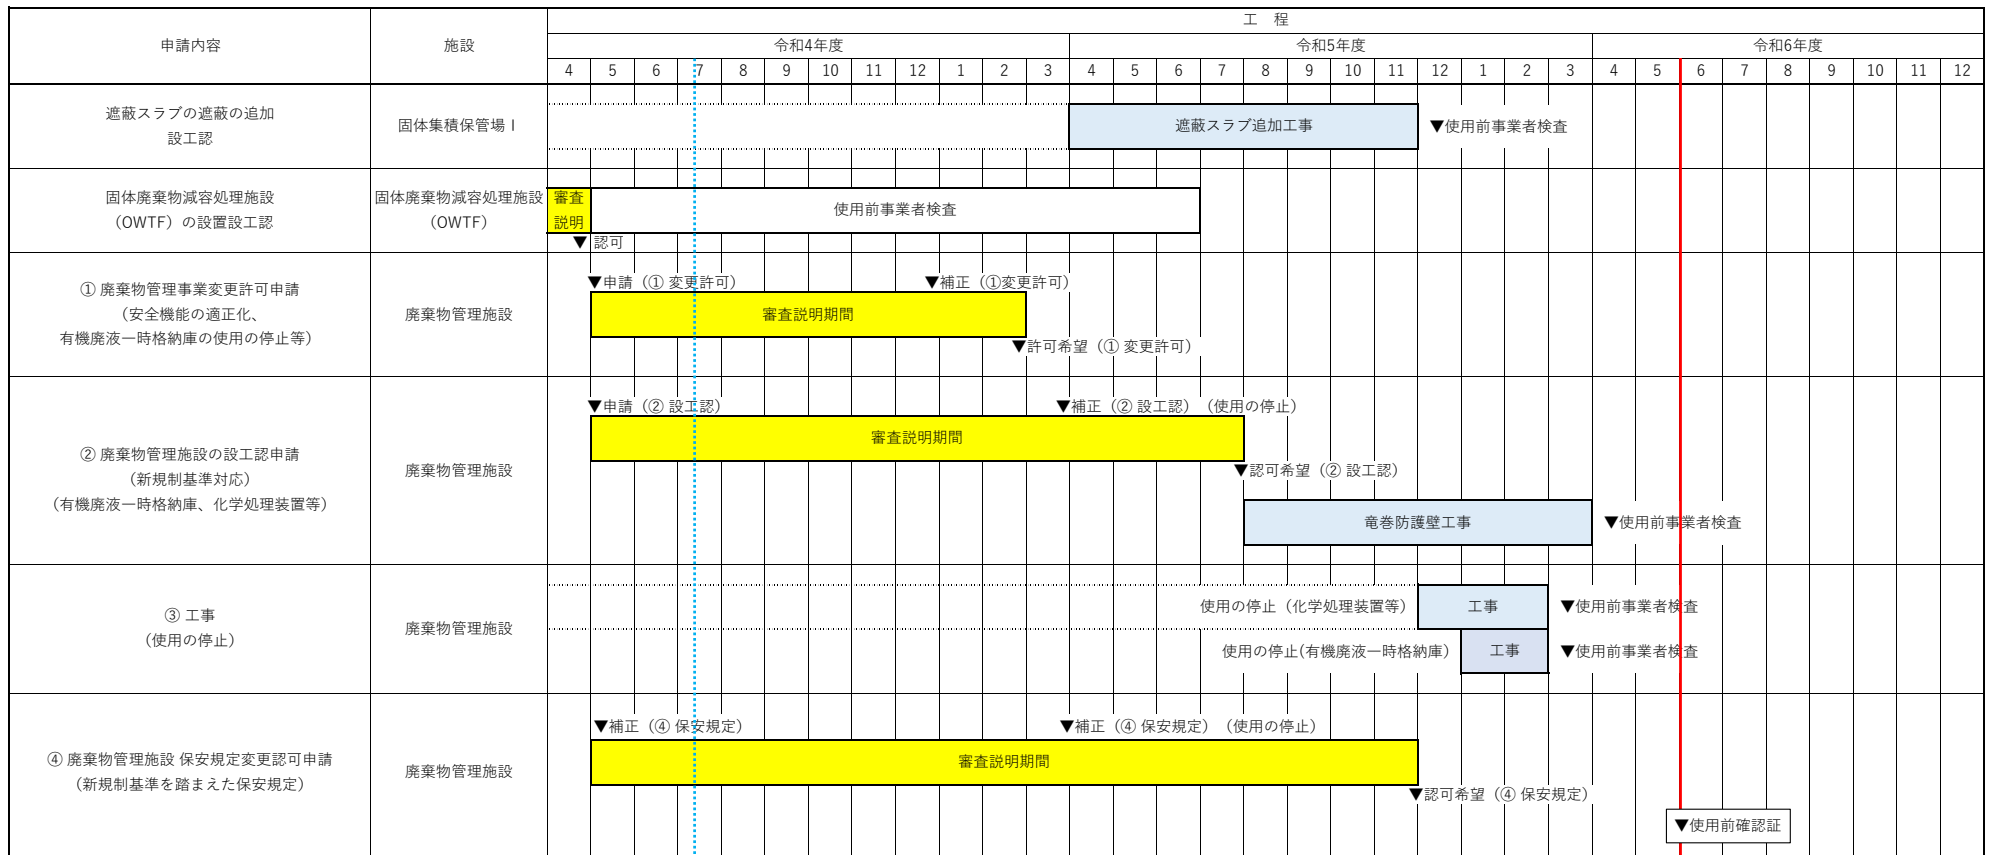 申請内容
施設
工　程
令和4年度
令和5年度
令和6年度
4 5 6 7 8 9 10 11 12 1 2 3 4 5 6 7 8 9 10 11 12 1 2 3 4 5 6 7 8 9 10 11 12
遮蔽スラブの遮蔽の追加
設工認
固体集積保管場Ⅰ
遮蔽スラブ追加工事
▼使用前事業者検査
固体廃棄物減容処理施設
（OWTF）の設置設工認
固体廃棄物減容処理施設
（OWTF）
審査
説明
使用前事業者検査
▼ 認可
① 廃棄物管理事業変更許可申請
（安全機能の適正化、
有機廃液一時格納庫の使用の停止等）
廃棄物管理施設
▼申請（① 変更許可）
▼補正（①変更許可）
審査説明期間
▼許可希望（① 変更許可）
② 廃棄物管理施設の設工認申請
（新規制基準対応）
（有機廃液一時格納庫、化学処理装置等）
廃棄物管理施設
▼申請（② 設工認）
▼補正（② 設工認）（使用の停止）
審査説明期間
▼認可希望（② 設工認）
竜巻防護壁工事
▼使用前事業者検査
③ 工事
（使用の停止）
廃棄物管理施設
使用の停止（化学処理装置等）
工事
▼使用前事業者検査
使用の停止(有機廃液一時格納庫）
工事
▼使用前事業者検査
④ 廃棄物管理施設 保安規定変更認可申請
（新規制基準を踏まえた保安規定）
廃棄物管理施設
▼補正（④ 保安規定）
▼補正（④ 保安規定）（使用の停止）
審査説明期間
▼認可希望（④ 保安規定）
▼使用前確認証